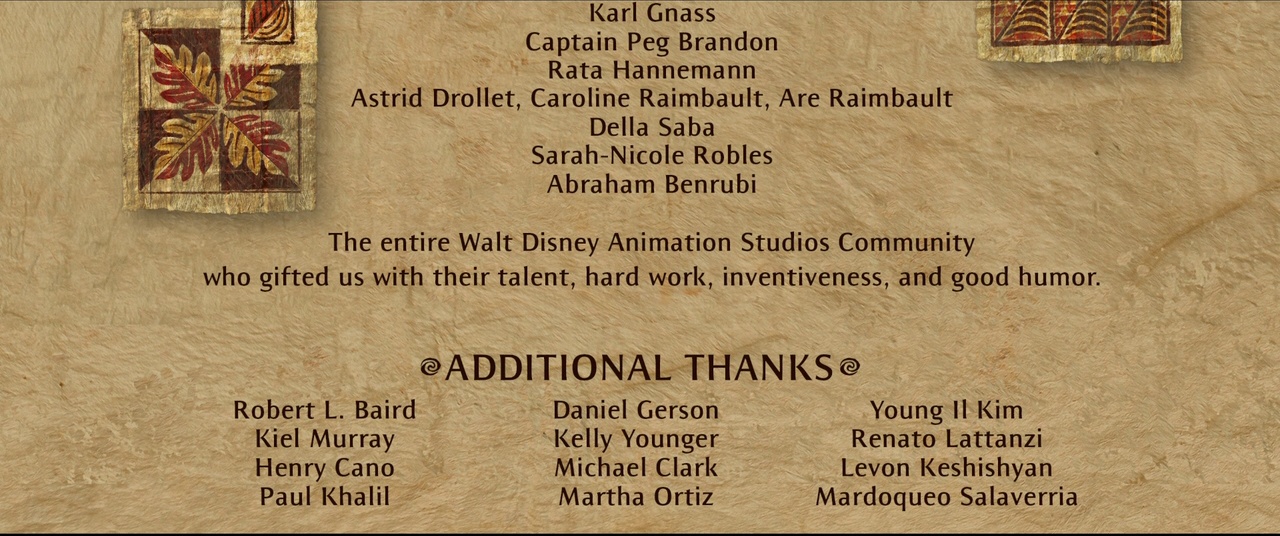 Karl Gnass
Captain Peg Brandon
Rata Hannemann
Astrid Drollet, Caroline Raimbault, Are Raimbault
Della Saba
Sarah-Nicole Robles
Abraham Benrubi
The entire Walt Disney Animation Studios Community
who gifted us with their talent, hard work, inventiveness, and good humor.
ADDITIONAL THANKS
Robert L. Baird Daniel Gerson Young Il Kim
Kiel Murray Kelly Younger Renato Lattanzi
Henry Cano Michael Clark Levon Keshishyan
Paul Khalil Martha Ortiz Mardoqueo Salaverria